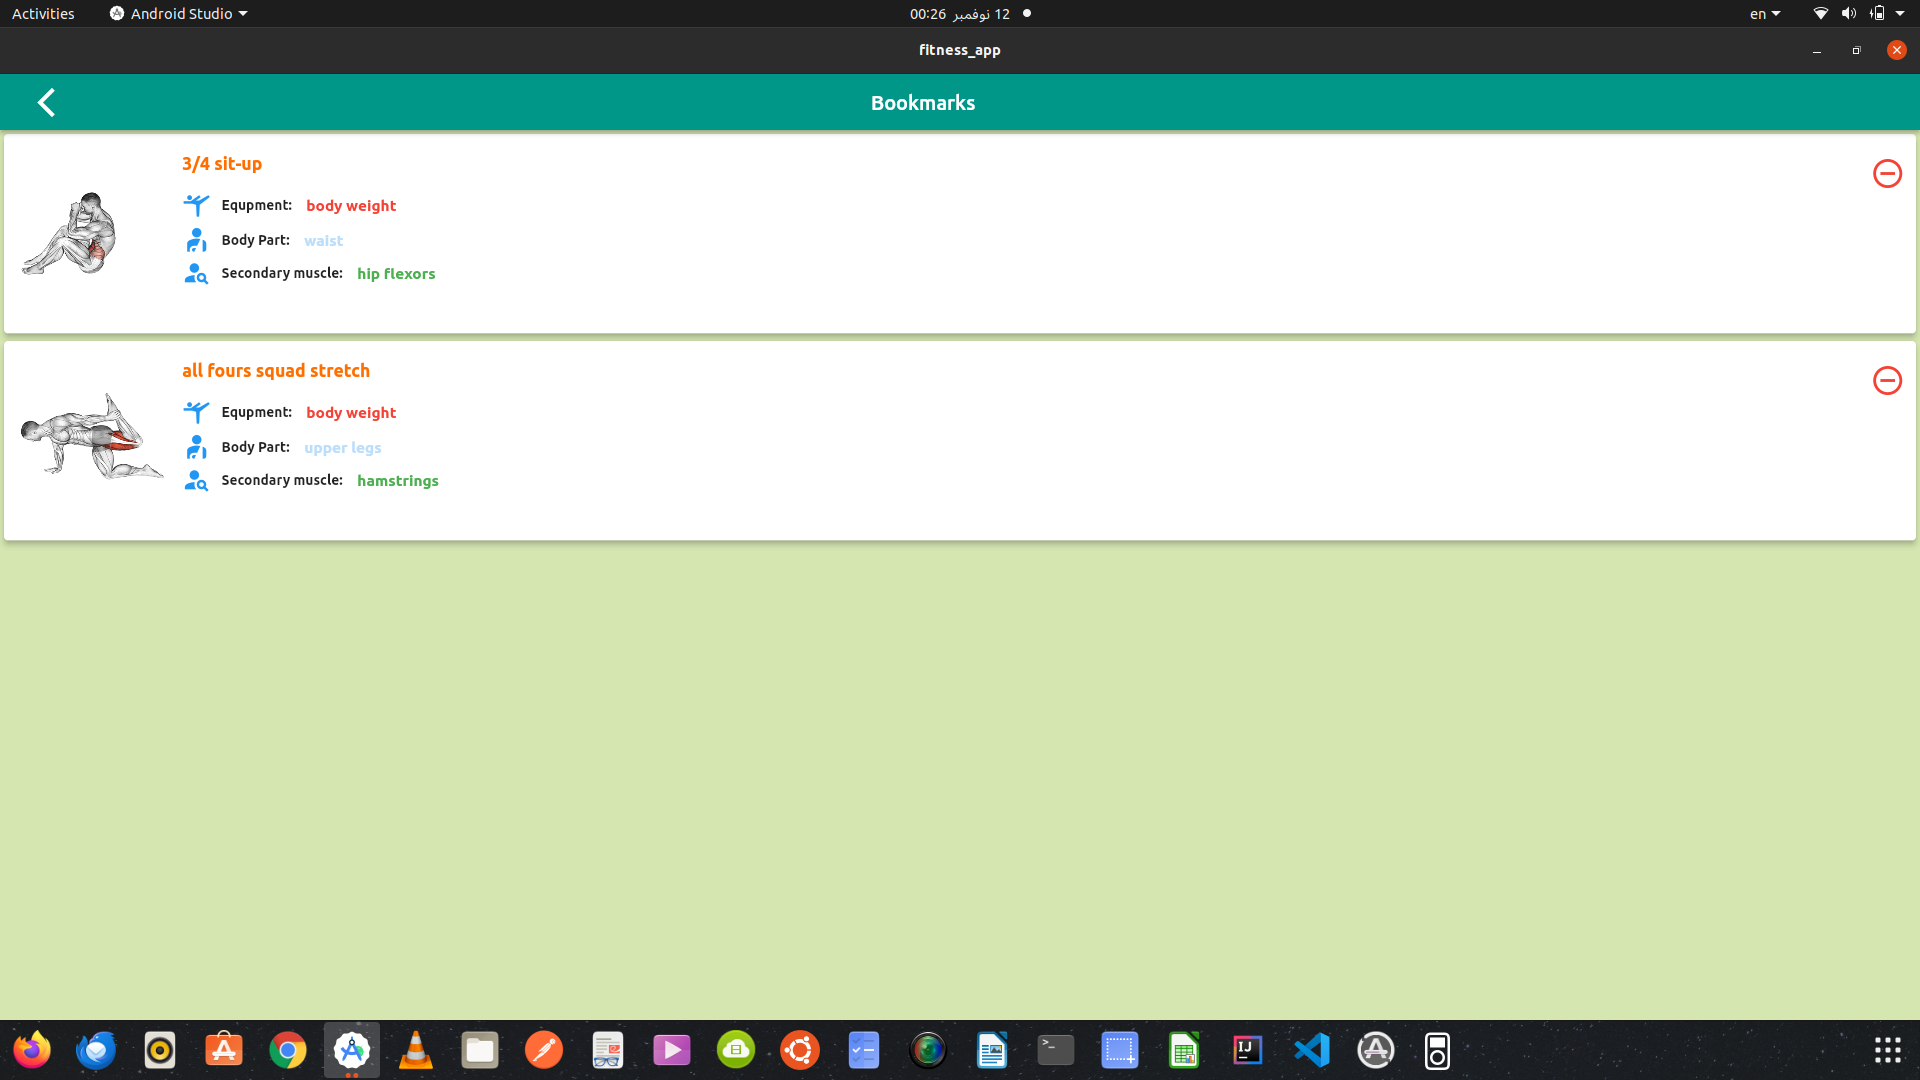 Activities
Android Studio
12 نوفمبر 00:26
en
fitness_app
Bookmarks
3/4 sit-up
Equpment: body weight
Body Part: waist
Secondary muscle: hip flexors
all fours squad stretch
Equpment: body weight
Body Part: upper legs
Secondary muscle: hamstrings
>_
IJ